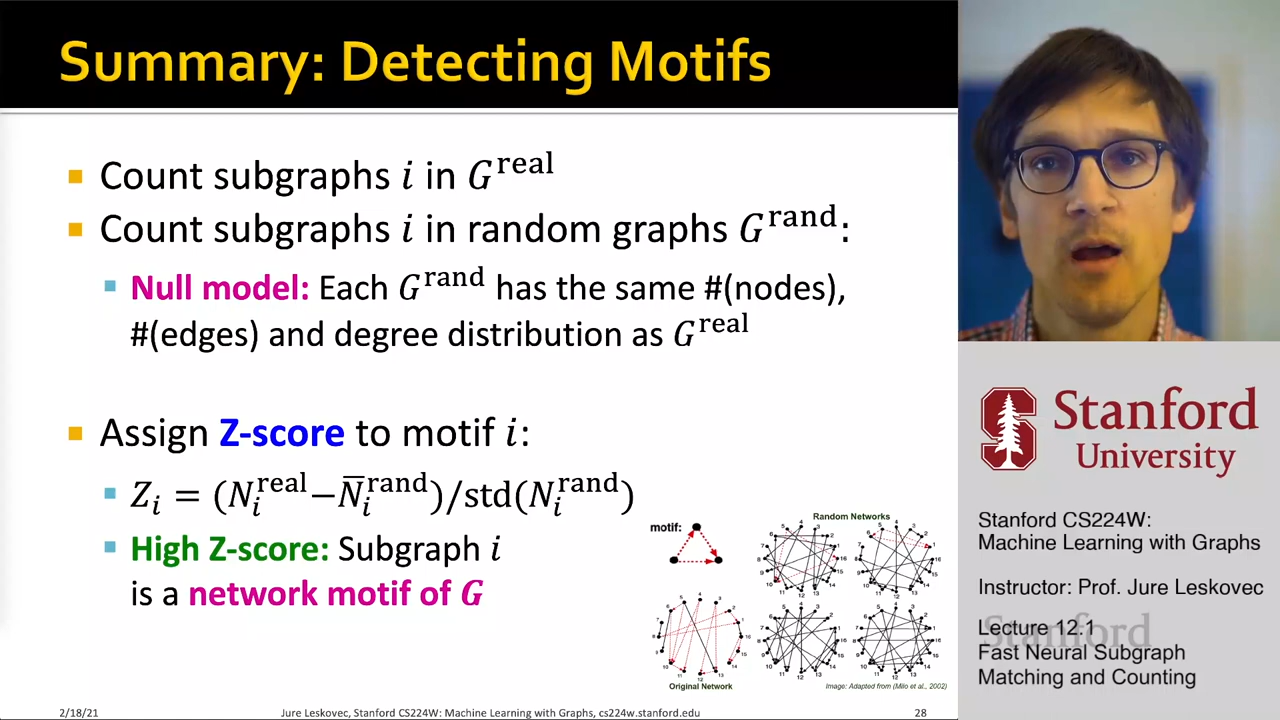 Summary: Detecting Motifs
Count subgraphs i in G^real
Count subgraphs i in random graphs G^rand:
Null model: Each G^rand has the same #(nodes),
#(edges) and degree distribution as G^real
Assign Z-score to motif i:
Z_i = (N_i^real − N̄_i^rand)/std(N_i^rand)
High Z-score: Subgraph i
is a network motif of G
motif:
Random Networks
Original Network
Image: Adapted from (Milo et al., 2002)
2/18/21
Jure Leskovec, Stanford CS224W: Machine Learning with Graphs, cs224w.stanford.edu
28
Stanford
University
Stanford CS224W:
Machine Learning with Graphs
Instructor: Prof. Jure Leskovec
Stanford
Lecture 12.1
Fast Neural Subgraph
Matching and Counting